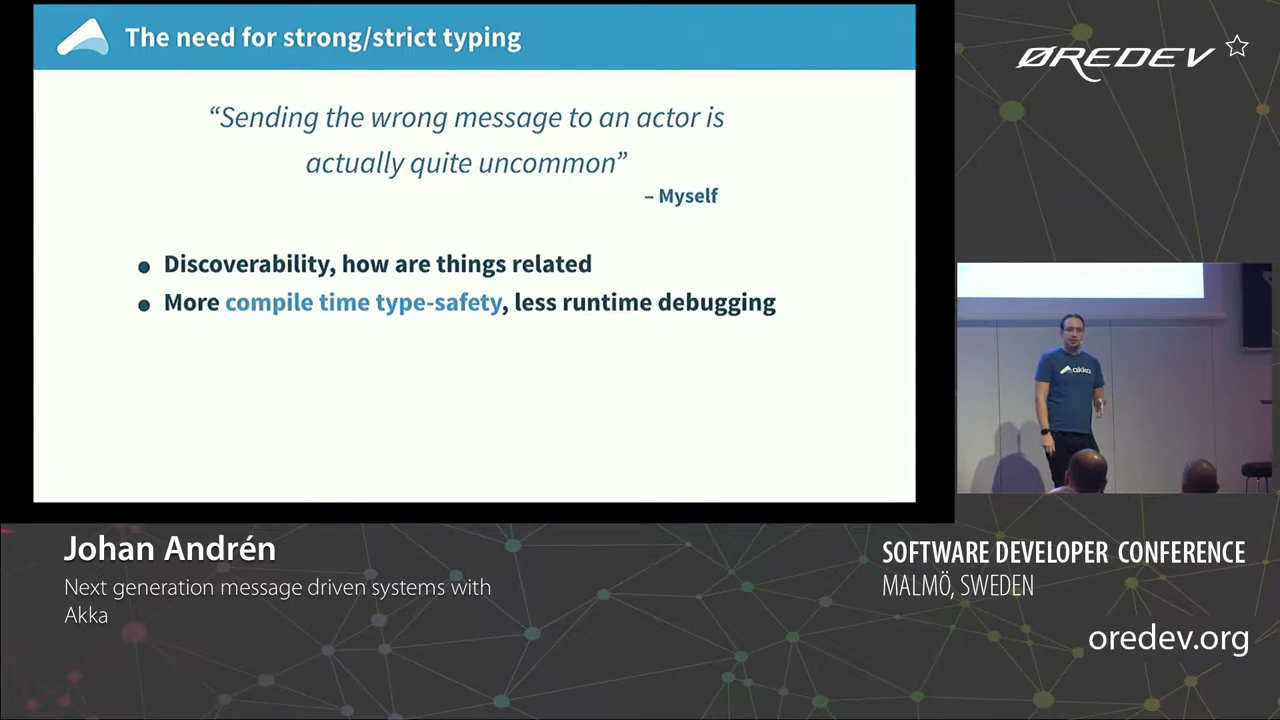 The need for strong/strict typing
“Sending the wrong message to an actor is
actually quite uncommon”
– Myself
● Discoverability, how are things related
● More compile time type-safety, less runtime debugging
ØREDEV
akka
Johan Andrén
Next generation message driven systems with
Akka
SOFTWARE DEVELOPER CONFERENCE
MALMÖ, SWEDEN
oredev.org